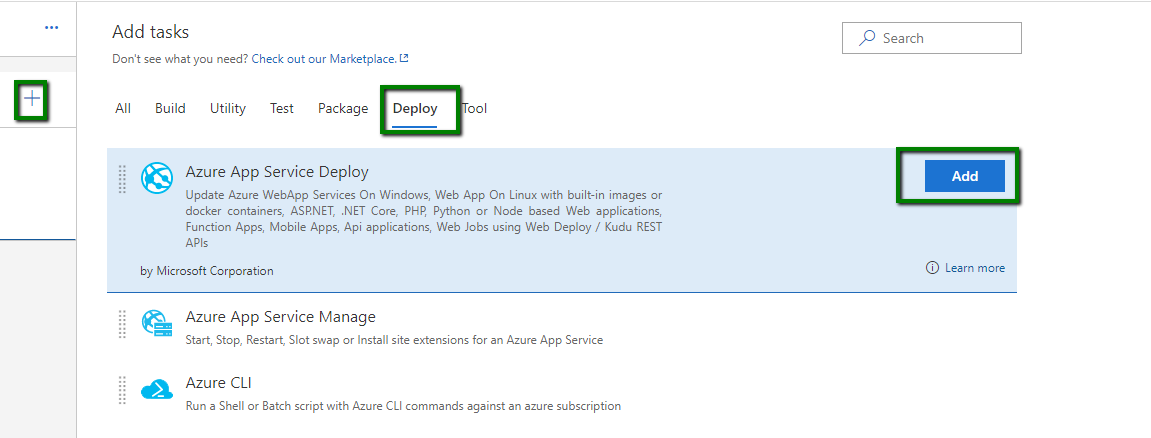 ...
Add tasks
Search
Don't see what you need? Check out our Marketplace.
+
All Build Utility Test Package Deploy Tool
Azure App Service Deploy
Add
Update Azure WebApp Services On Windows, Web App On Linux with built-in images or
docker containers, ASP.NET, .NET Core, PHP, Python or Node based Web applications,
Function Apps, Mobile Apps, Api applications, Web Jobs using Web Deploy / Kudu REST
APIs
by Microsoft Corporation
Learn more
Azure App Service Manage
Start, Stop, Restart, Slot swap or Install site extensions for an Azure App Service
Azure CLI
Run a Shell or Batch script with Azure CLI commands against an azure subscription